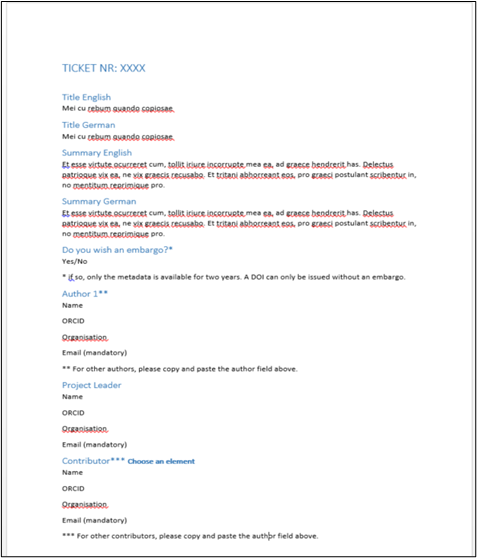 TICKET NR: XXXX
Title English
Mei cu rebum quando copiosae
Title German
Mei cu rebum quando copiosae
Summary English
Et esse virtute ocurreret cum, tollit iriure incorrupte mea ea, ad graece hendrerit has. Delectus
patrioque vix ea, ne vix graecis recusabo. Et tritani abhorreant eos, pro graeci postulant scribentur in,
no mentitum reprimique pro.
Summary German
Et esse virtute ocurreret cum, tollit iriure incorrupte mea ea, ad graece hendrerit has. Delectus
patrioque vix ea, ne vix graecis recusabo. Et tritani abhorreant eos, pro graeci postulant scribentur in,
no mentitum reprimique pro.
Do you wish an embargo?*
Yes/No
* if so, only the metadata is available for two years. A DOI can only be issued without an embargo.
Author 1**
Name
ORCID
Organisation
Email (mandatory)
** For other authors, please copy and paste the author field above.
Project Leader
Name
ORCID
Organisation
Email (mandatory)
Contributor*** Choose an element
Name
ORCID
Organisation
Email (mandatory)
*** For other contributors, please copy and paste the author field above.